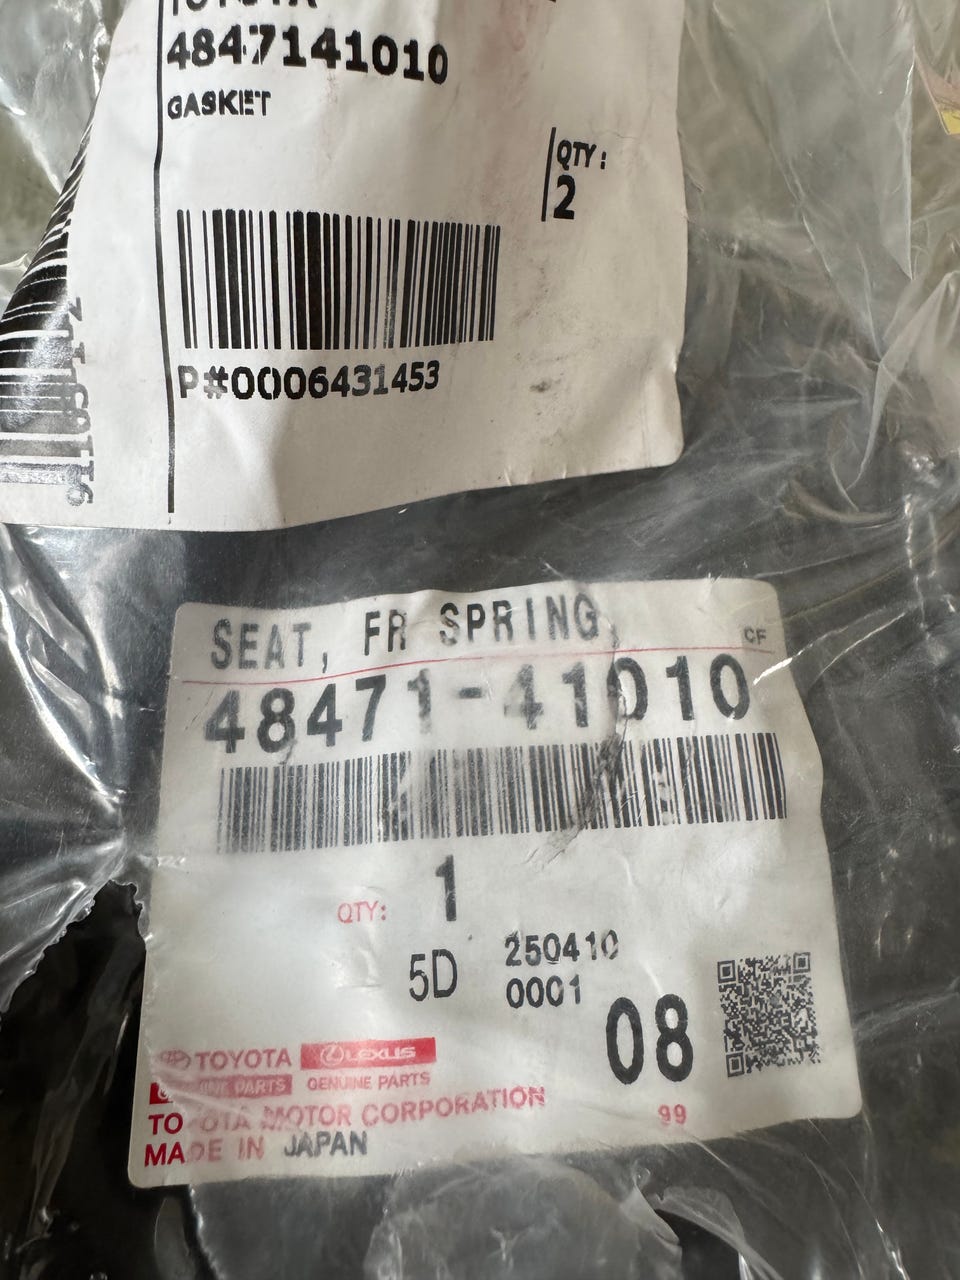 TOYOTA
4847141010
GASKET
QTY:
2
P#0006431453
SEAT, FR SPRING,
CF
48471-41010
QTY: 1
5D 250410
0001
08
TOYOTA LEXUS
GENUINE PARTS GENUINE PARTS
TOYOTA MOTOR CORPORATION
99
MADE IN JAPAN